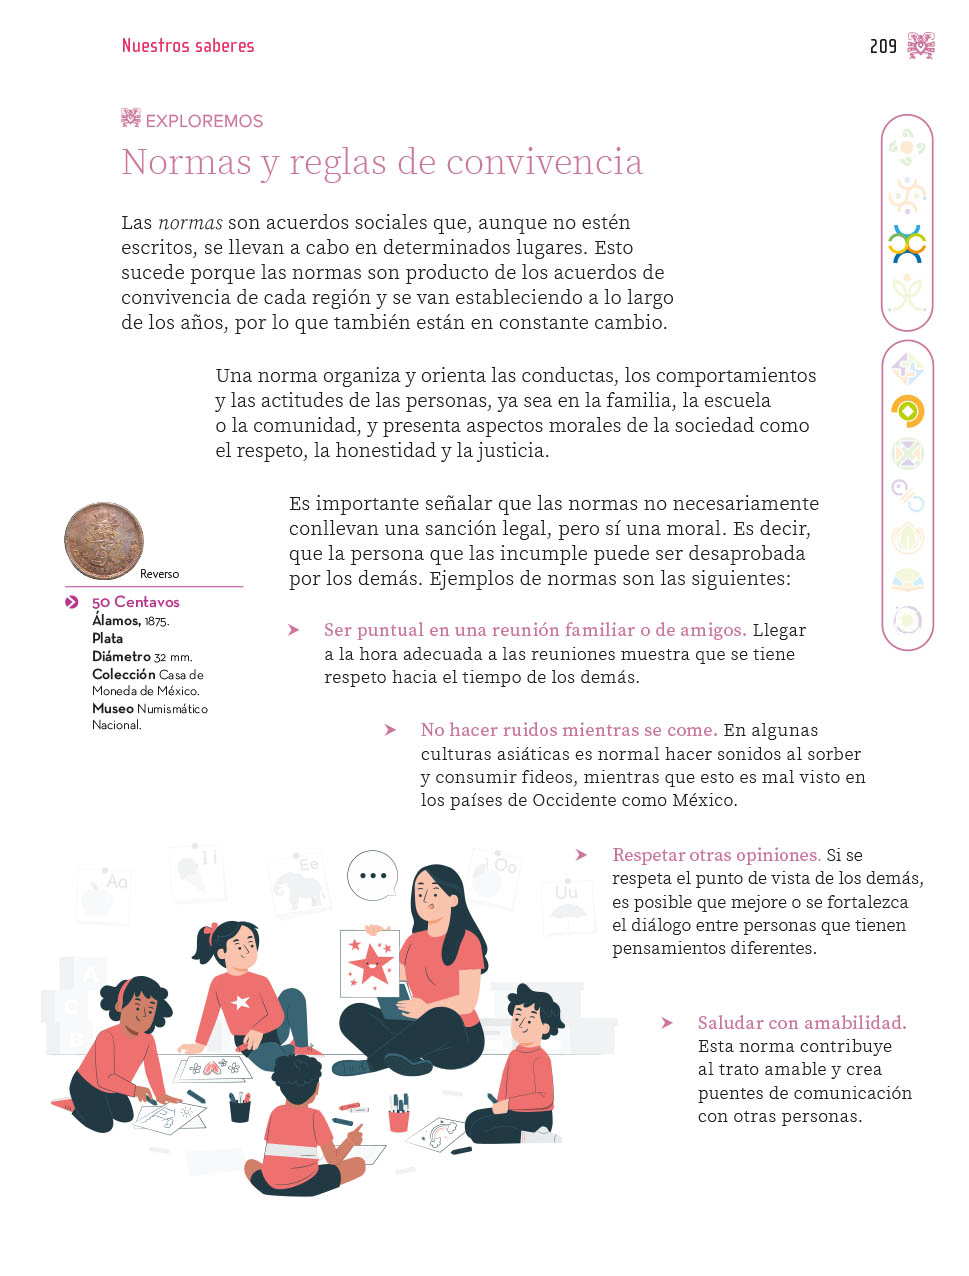 Nuestros saberes
209
EXPLOREMOS
Normas y reglas de convivencia
Las normas son acuerdos sociales que, aunque no estén
escritos, se llevan a cabo en determinados lugares. Esto
sucede porque las normas son producto de los acuerdos de
convivencia de cada región y se van estableciendo a lo largo
de los años, por lo que también están en constante cambio.
Una norma organiza y orienta las conductas, los comportamientos
y las actitudes de las personas, ya sea en la familia, la escuela
o la comunidad, y presenta aspectos morales de la sociedad como
el respeto, la honestidad y la justicia.
Es importante señalar que las normas no necesariamente
conllevan una sanción legal, pero sí una moral. Es decir,
que la persona que las incumple puede ser desaprobada
por los demás. Ejemplos de normas son las siguientes:
Reverso
50 Centavos
Álamos, 1875.
Plata
Diámetro 32 mm.
Colección Casa de
Moneda de México.
Museo Numismático
Nacional.
Ser puntual en una reunión familiar o de amigos. Llegar
a la hora adecuada a las reuniones muestra que se tiene
respeto hacia el tiempo de los demás.
No hacer ruidos mientras se come. En algunas
culturas asiáticas es normal hacer sonidos al sorber
y consumir fideos, mientras que esto es mal visto en
los países de Occidente como México.
Respetar otras opiniones. Si se
respeta el punto de vista de los demás,
es posible que mejore o se fortalezca
el diálogo entre personas que tienen
pensamientos diferentes.
Saludar con amabilidad.
Esta norma contribuye
al trato amable y crea
puentes de comunicación
con otras personas.
Aa
Ii
Ee
Oo
Uu
A
C
B